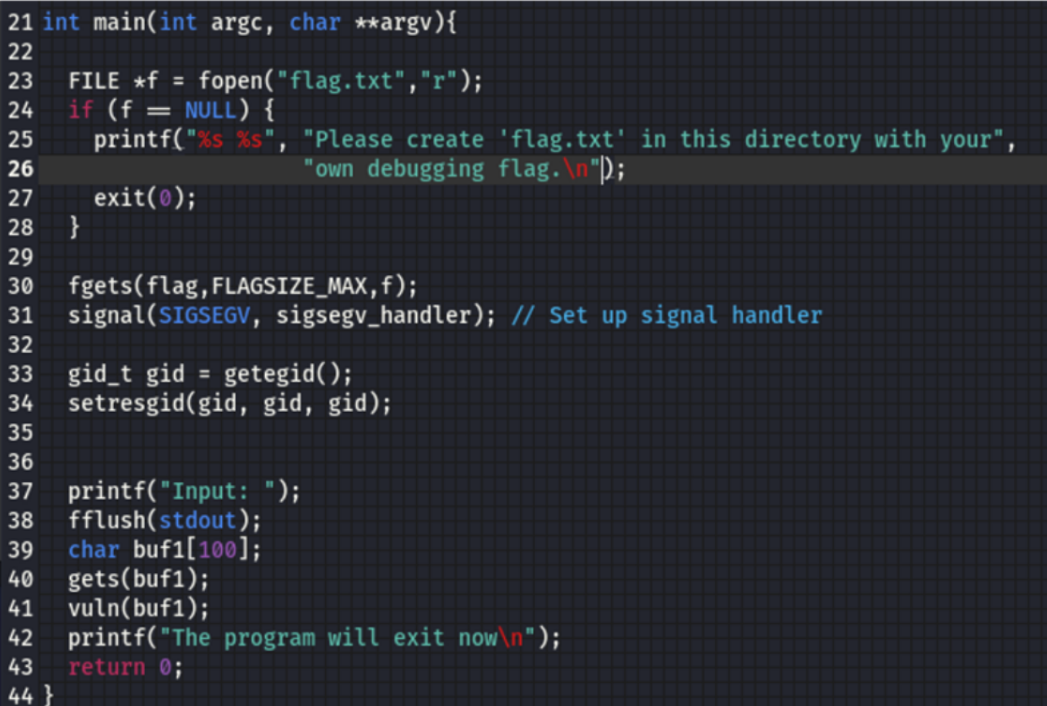 21 int main(int argc, char **argv){
22
23   FILE *f = fopen("flag.txt","r");
24   if (f == NULL) {
25     printf("%s %s", "Please create 'flag.txt' in this directory with your",
26                     "own debugging flag.\n");
27     exit(0);
28   }
29
30   fgets(flag,FLAGSIZE_MAX,f);
31   signal(SIGSEGV, sigsegv_handler); // Set up signal handler
32
33   gid_t gid = getegid();
34   setresgid(gid, gid, gid);
35
36
37   printf("Input: ");
38   fflush(stdout);
39   char buf1[100];
40   gets(buf1);
41   vuln(buf1);
42   printf("The program will exit now\n");
43   return 0;
44 }